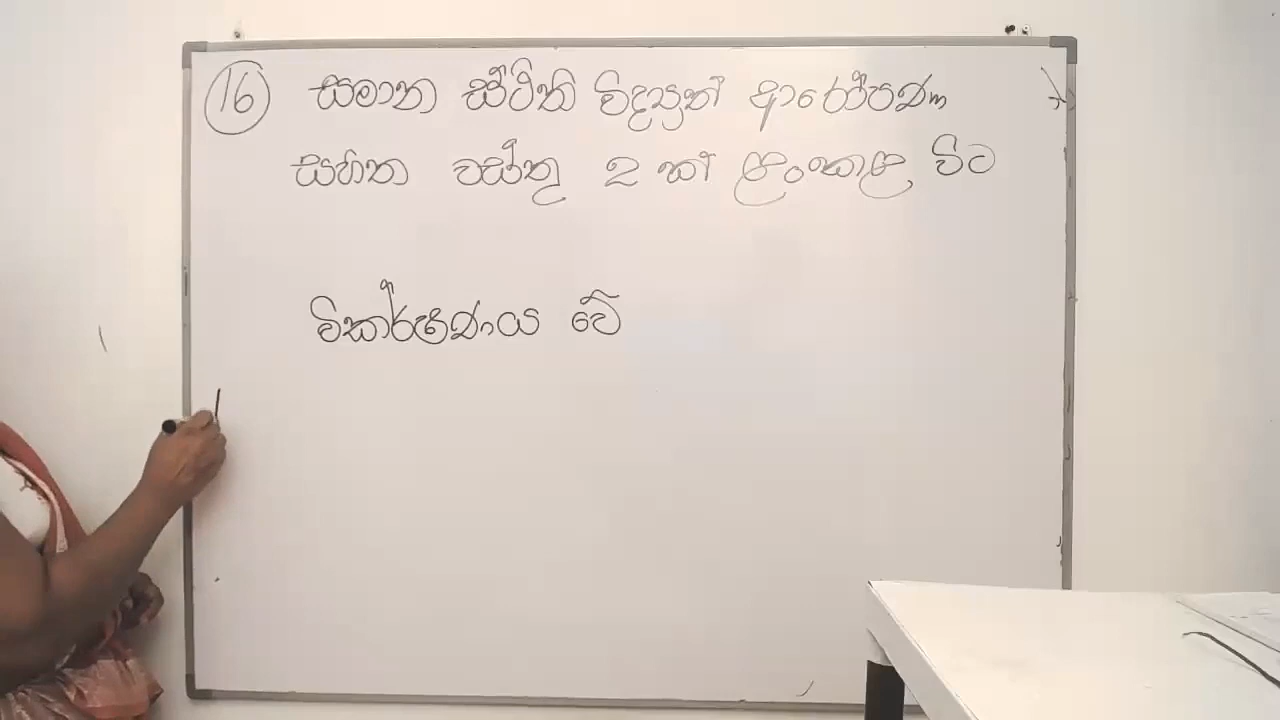 16 සමාන ස්ථිති විද්‍යුත් ආරෝපණ
සහිත වස්තු 2 ක් ළංකළ විට
විකර්ෂණය වේ